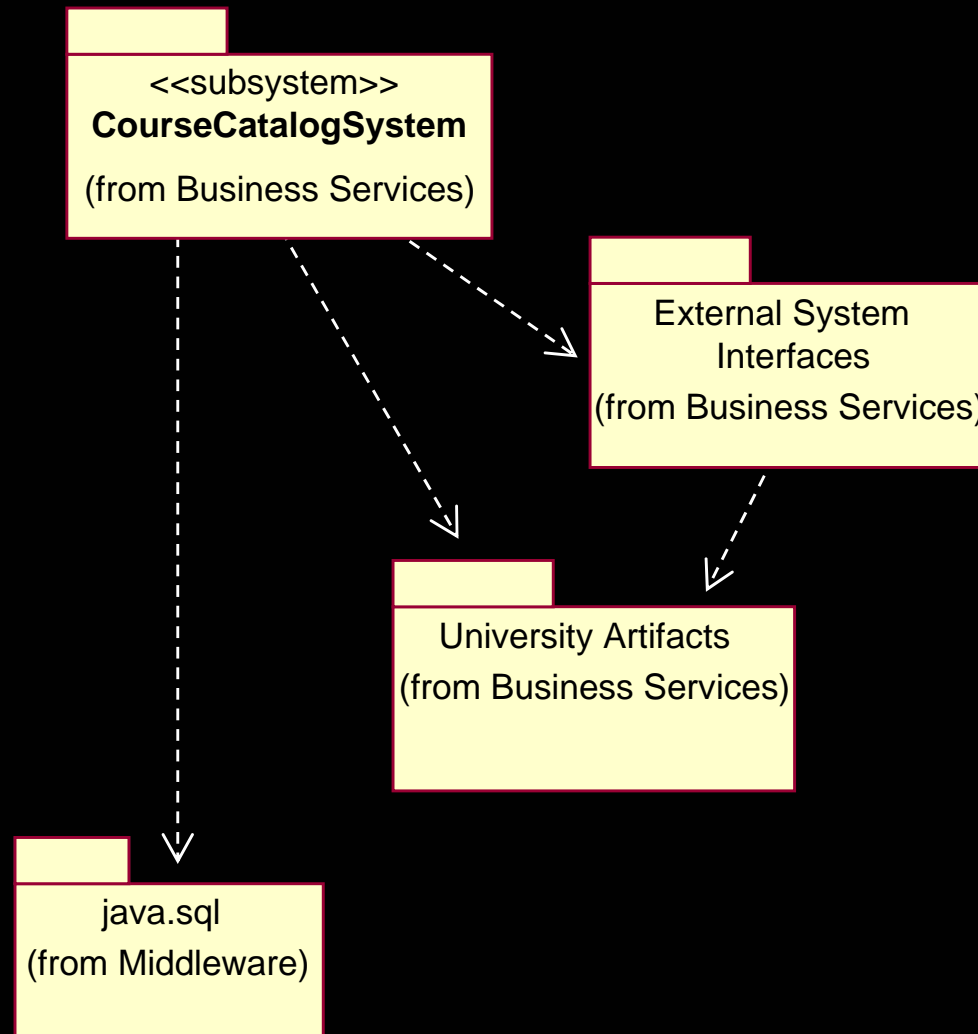 <<subsystem>>
CourseCatalogSystem
(from Business Services)
External System
Interfaces
(from Business Services)
University Artifacts
(from Business Services)
java.sql
(from Middleware)